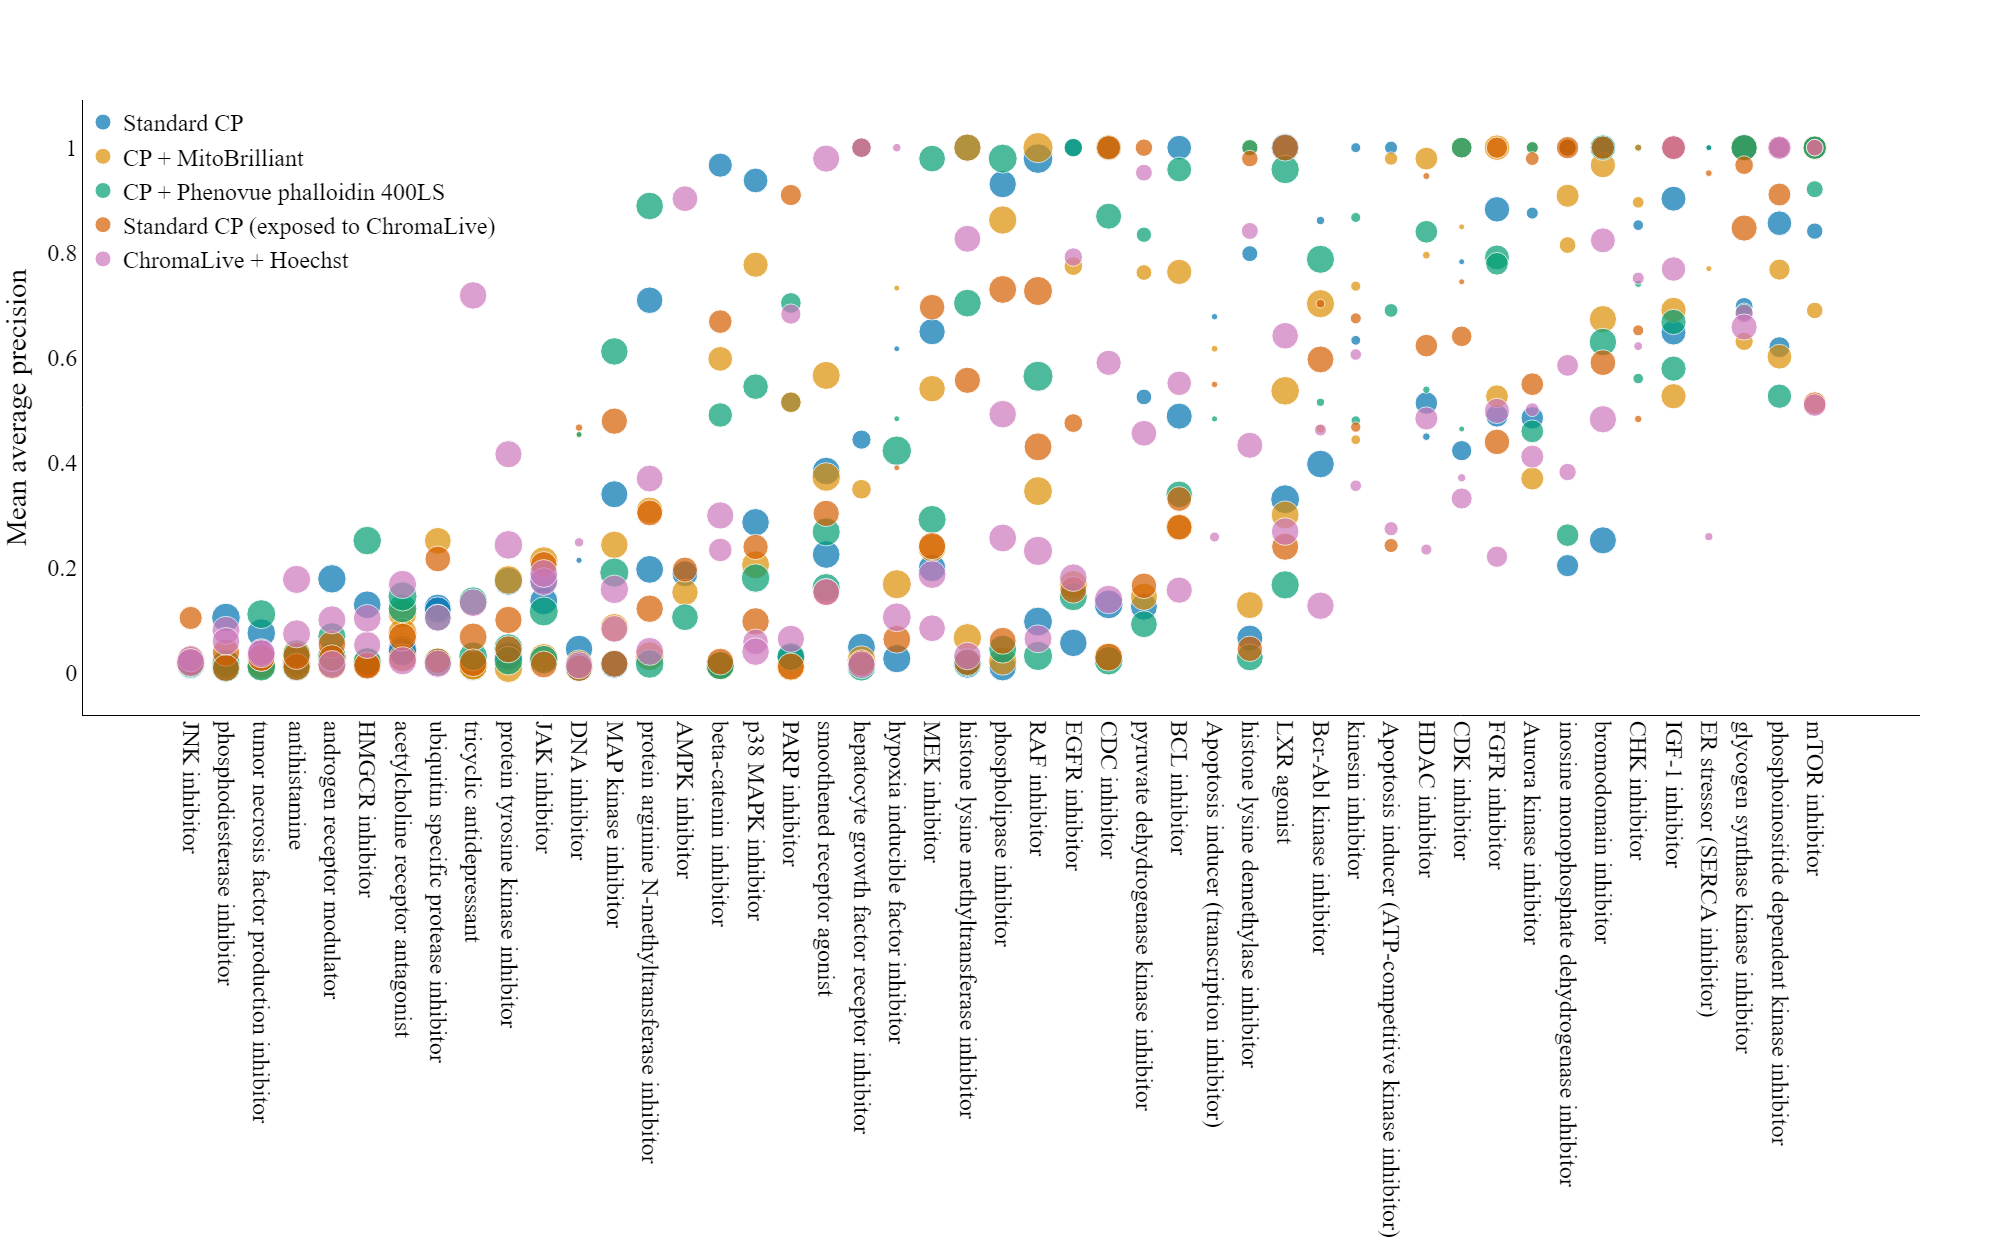 Standard CP
CP + MitoBrilliant
CP + Phenovue phalloidin 400LS
Standard CP (exposed to ChromaLive)
ChromaLive + Hoechst
Mean average precision
1
0.8
0.6
0.4
0.2
0
JNK inhibitor
phosphodiesterase inhibitor
tumor necrosis factor production inhibitor
antihistamine
androgen receptor modulator
HMGCR inhibitor
acetylcholine receptor antagonist
ubiquitin specific protease inhibitor
tricyclic antidepressant
protein tyrosine kinase inhibitor
JAK inhibitor
DNA inhibitor
MAP kinase inhibitor
protein arginine N-methyltransferase inhibitor
AMPK inhibitor
beta-catenin inhibitor
p38 MAPK inhibitor
PARP inhibitor
smoothened receptor agonist
hepatocyte growth factor receptor inhibitor
hypoxia inducible factor inhibitor
MEK inhibitor
histone lysine methyltransferase inhibitor
phospholipase inhibitor
RAF inhibitor
EGFR inhibitor
CDC inhibitor
pyruvate dehydrogenase kinase inhibitor
BCL inhibitor
Apoptosis inducer (transcription inhibitor)
histone lysine demethylase inhibitor
LXR agonist
Bcr-Abl kinase inhibitor
kinesin inhibitor
Apoptosis inducer (ATP-competitive kinase inhibitor)
HDAC inhibitor
CDK inhibitor
FGFR inhibitor
Aurora kinase inhibitor
inosine monophosphate dehydrogenase inhibitor
bromodomain inhibitor
CHK inhibitor
IGF-1 inhibitor
ER stressor (SERCA inhibitor)
glycogen synthase kinase inhibitor
phosphoinositide dependent kinase inhibitor
mTOR inhibitor